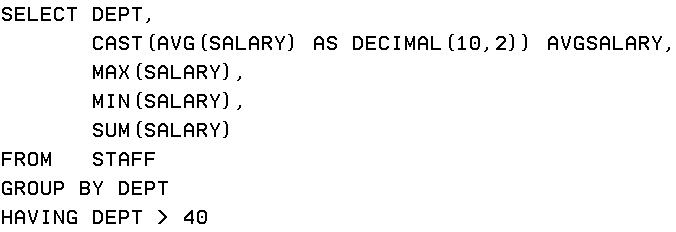 SELECT DEPT,
       CAST(AVG(SALARY) AS DECIMAL(10,2)) AVGSALARY,
       MAX(SALARY),
       MIN(SALARY),
       SUM(SALARY)
FROM   STAFF
GROUP BY DEPT
HAVING DEPT > 40